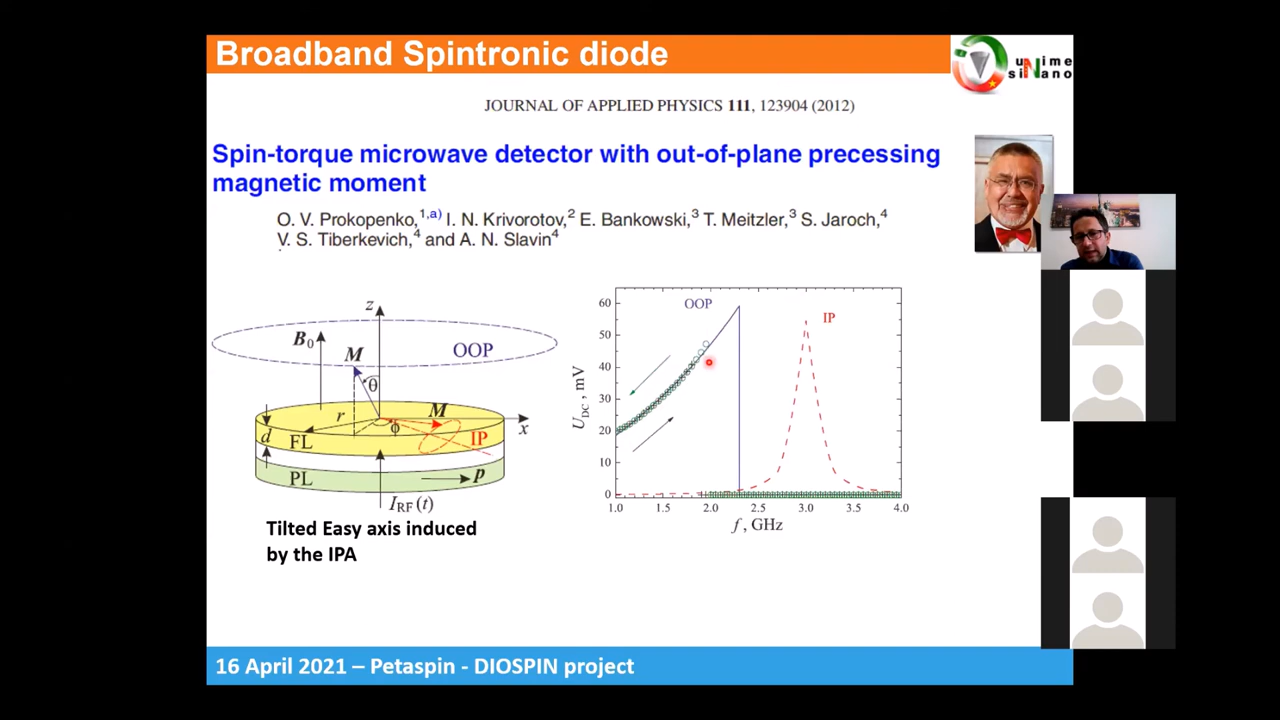 Broadband Spintronic diode
uNime
siNano
JOURNAL OF APPLIED PHYSICS 111, 123904 (2012)
Spin-torque microwave detector with out-of-plane precessing
magnetic moment
O. V. Prokopenko,1,a) I. N. Krivorotov,2 E. Bankowski,3 T. Meitzler,3 S. Jaroch,4
V. S. Tiberkevich,4 and A. N. Slavin4
z
B0
M
OOP
θ
r
M
d
FL
ϕ
IP
x
PL
p
IRF(t)
Tilted Easy axis induced
by the IPA
60
50
40
30
20
10
0
UDC, mV
OOP
IP
1.0 1.5 2.0 2.5 3.0 3.5 4.0
f, GHz
16 April 2021 – Petaspin - DIOSPIN project